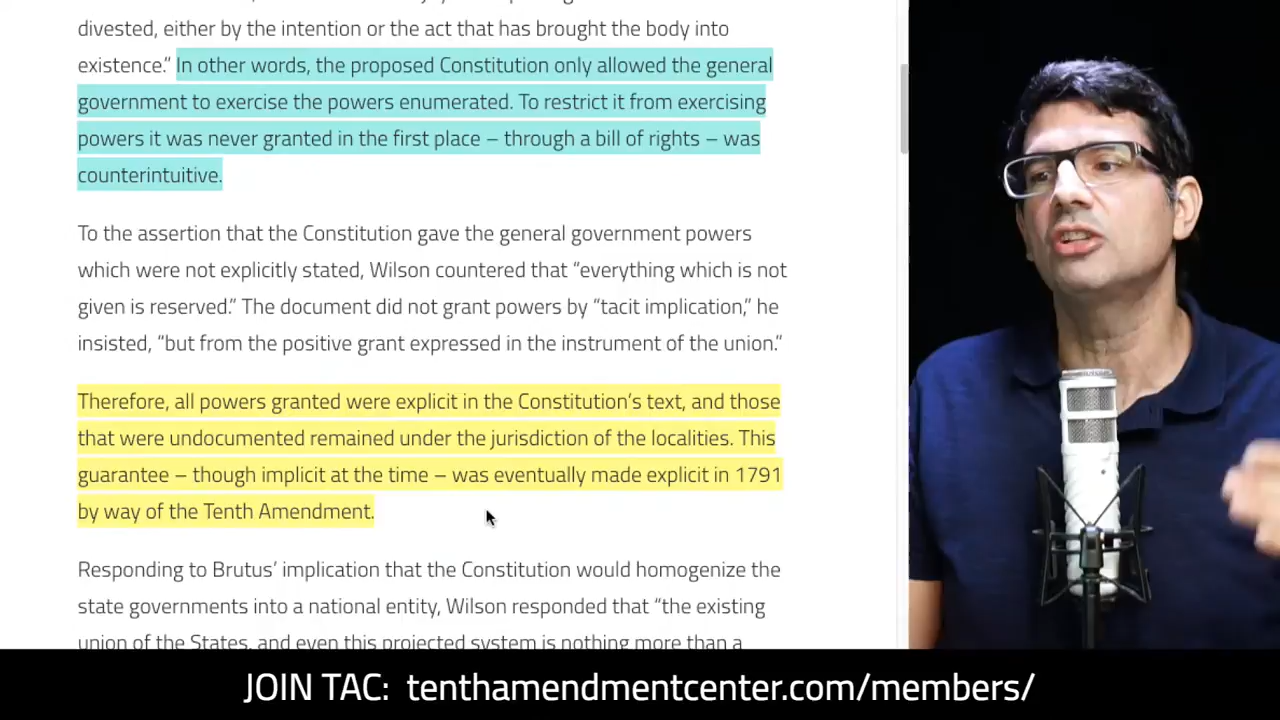 divested, either by the intention or the act that has brought the body into
existence.” In other words, the proposed Constitution only allowed the general
government to exercise the powers enumerated. To restrict it from exercising
powers it was never granted in the first place – through a bill of rights – was
counterintuitive.
To the assertion that the Constitution gave the general government powers
which were not explicitly stated, Wilson countered that “everything which is not
given is reserved.” The document did not grant powers by “tacit implication,” he
insisted, “but from the positive grant expressed in the instrument of the union.”
Therefore, all powers granted were explicit in the Constitution’s text, and those
that were undocumented remained under the jurisdiction of the localities. This
guarantee – though implicit at the time – was eventually made explicit in 1791
by way of the Tenth Amendment.
Responding to Brutus’ implication that the Constitution would homogenize the
state governments into a national entity, Wilson responded that “the existing
union of the States, and even this projected system is nothing more than a
JOIN TAC: tenthamendmentcenter.com/members/